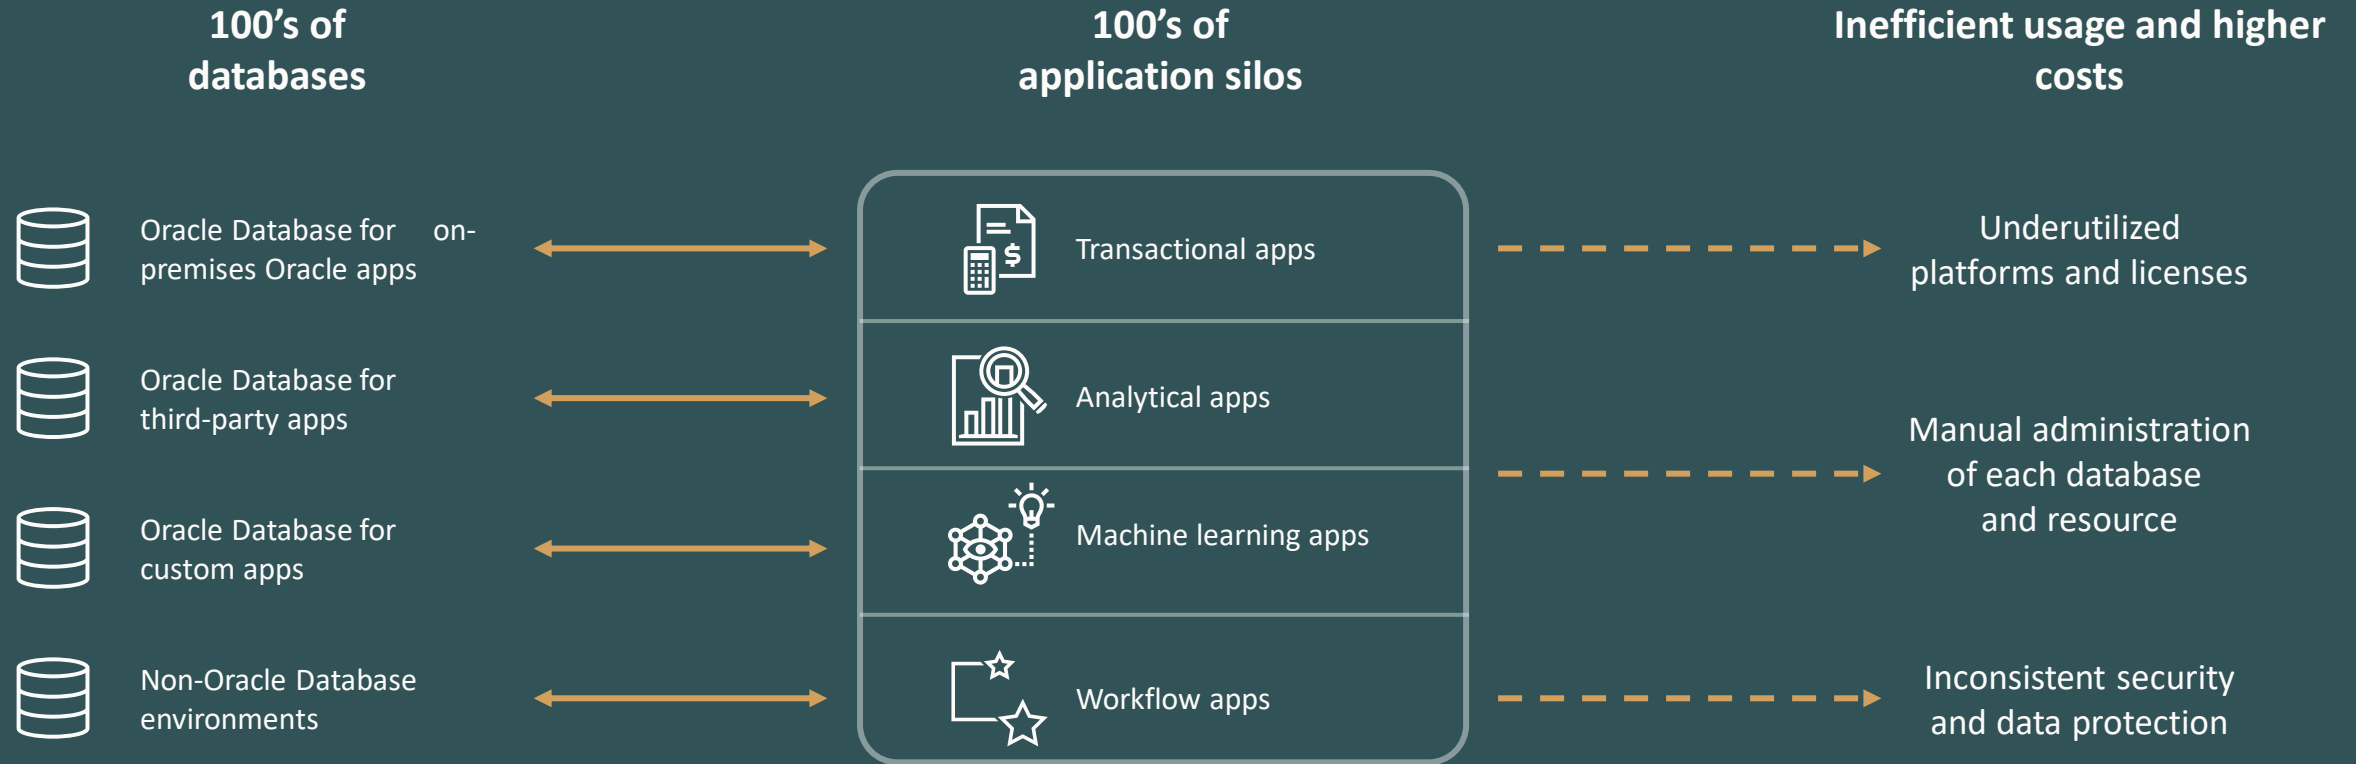 100’s of
databases
100’s of
application silos
Inefficient usage and higher
costs
Oracle Database for on-
premises Oracle apps
Oracle Database for
third-party apps
Oracle Database for
custom apps
Non-Oracle Database
environments
$
Transactional apps
Analytical apps
Machine learning apps
Workflow apps
Underutilized
platforms and licenses
Manual administration
of each database
and resource
Inconsistent security
and data protection